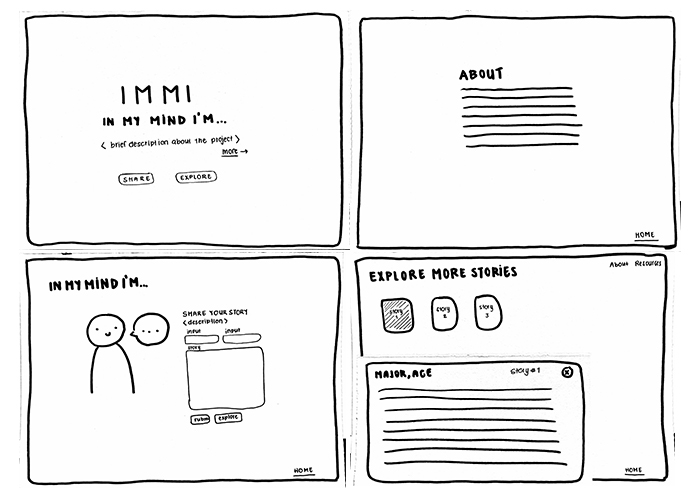 IMMI
IN MY MIND I'M...
< brief description about the project >
more →
SHARE EXPLORE
ABOUT
HOME
IN MY MIND I'M...
SHARE YOUR STORY
<description>
input input
story
submi explore
HOME
About Resources
EXPLORE MORE STORIES
story 1
story 2
story 3
MAJOR, AGE story #1
HOME